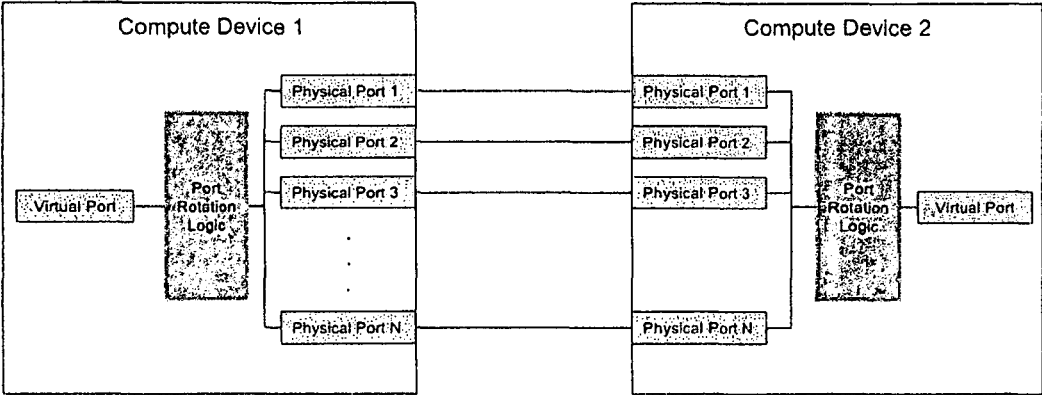 Compute Device 1
Compute Device 2
Physical Port 1
Physical Port 2
Physical Port 3
Physical Port N
Virtual Port
Port
Rotation
Logic
Physical Port 1
Physical Port 2
Physical Port 3
Physical Port N
Port
Rotation
Logic
Virtual Port